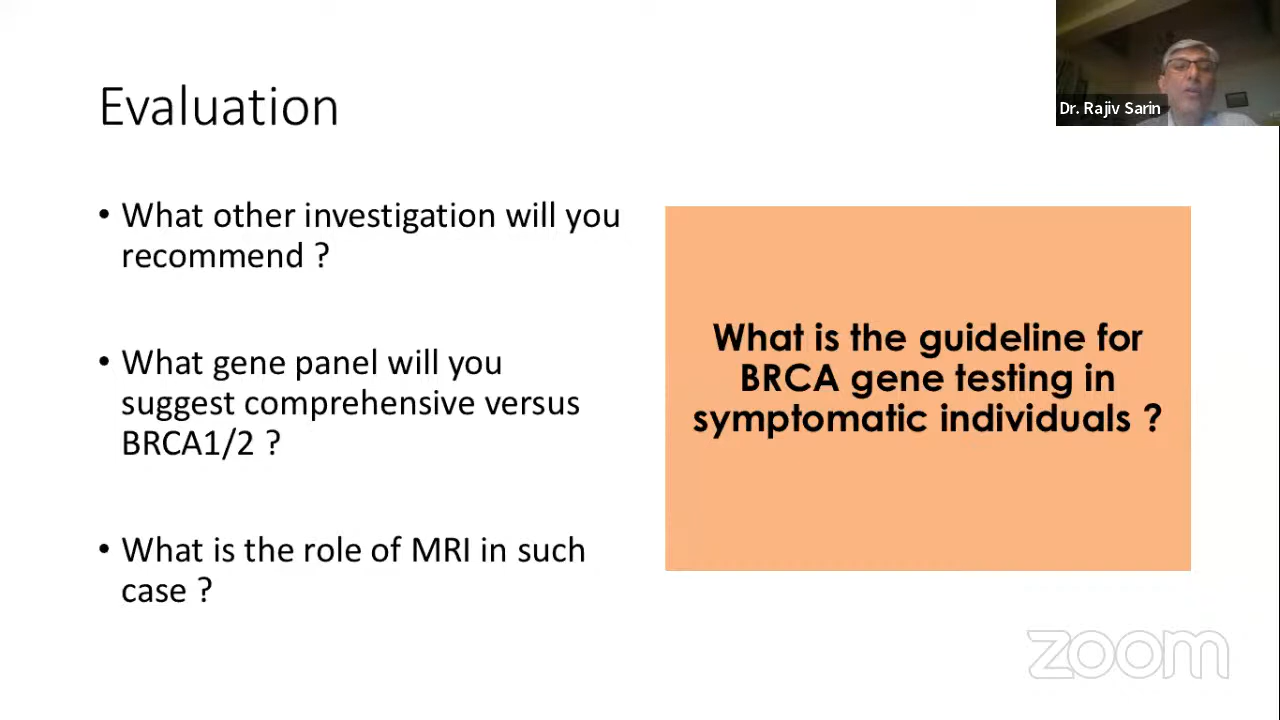 Evaluation
• What other investigation will you
recommend ?
• What gene panel will you
suggest comprehensive versus
BRCA1/2 ?
• What is the role of MRI in such
case ?
What is the guideline for
BRCA gene testing in
symptomatic individuals ?
Dr. Rajiv Sarin
zoom